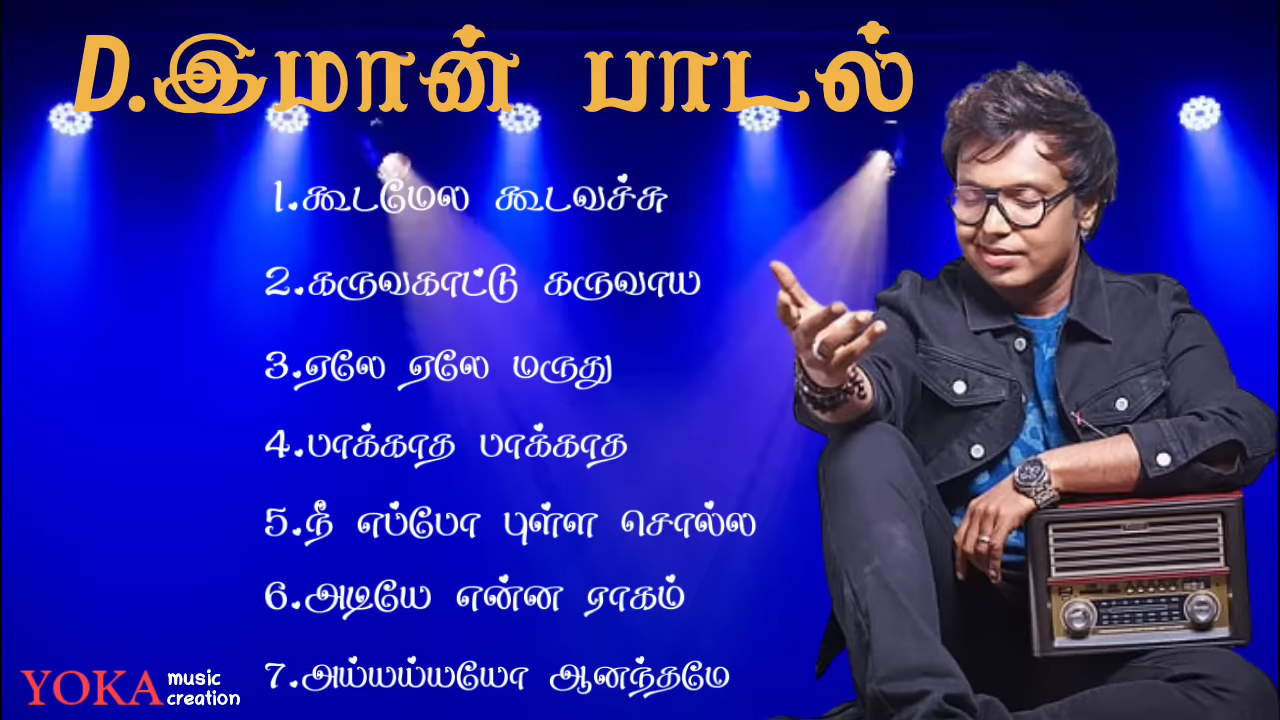 D.இமான் பாடல்
1.கூடமேல கூடவச்சு
2.கருவகாட்டு கருவாய
3.ஏலே ஏலே மருது
4.பாக்காத பாக்காத
5.நீ எப்போ புள்ள சொல்ல
6.அடியே என்ன ராகம்
7.அய்யய்யயோ ஆனந்தமே
YOKA music creation